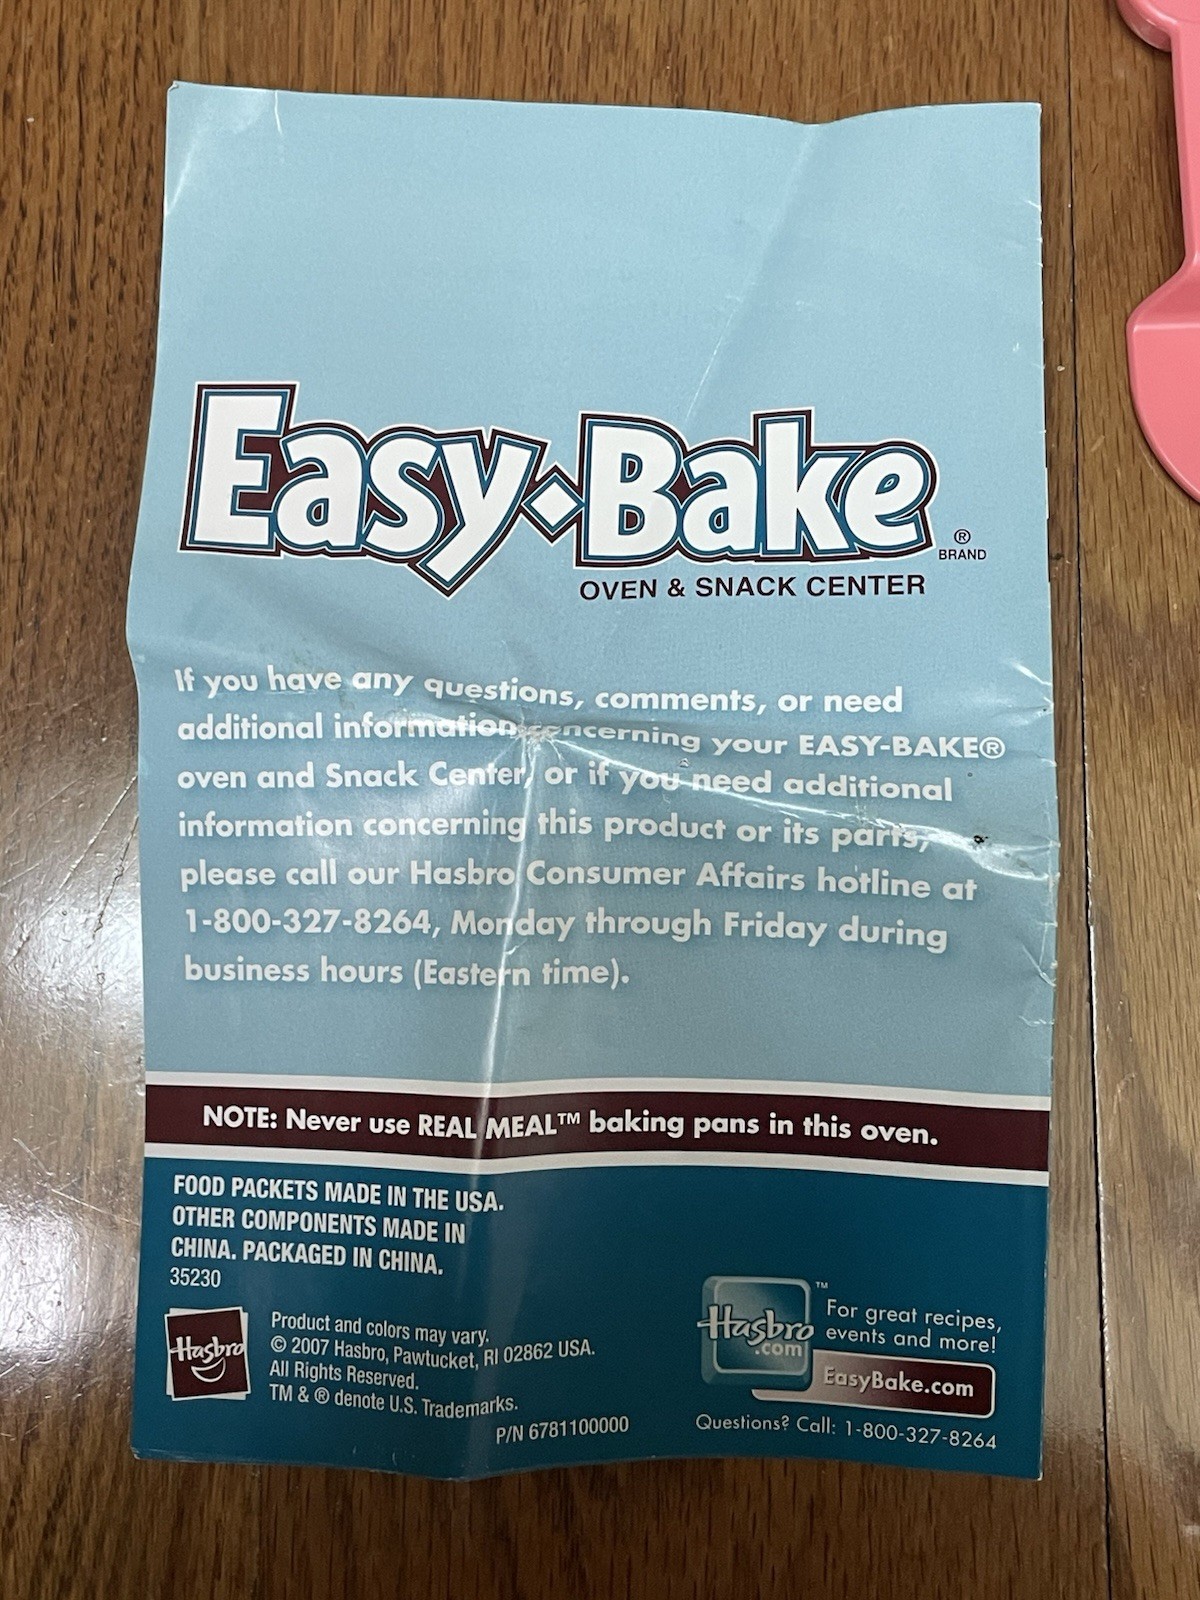 Easy·Bake
® BRAND
OVEN & SNACK CENTER
If you have any questions, comments, or need
additional information concerning your EASY-BAKE®
oven and Snack Center, or if you need additional
information concerning this product or its parts,
please call our Hasbro Consumer Affairs hotline at
1-800-327-8264, Monday through Friday during
business hours (Eastern time).
NOTE: Never use REAL MEAL™ baking pans in this oven.
FOOD PACKETS MADE IN THE USA.
OTHER COMPONENTS MADE IN
CHINA. PACKAGED IN CHINA.
35230
Hasbro
Product and colors may vary.
© 2007 Hasbro, Pawtucket, RI 02862 USA.
All Rights Reserved.
TM & ® denote U.S. Trademarks.
P/N 6781100000
Hasbro
.com
™
For great recipes,
events and more!
EasyBake.com
Questions? Call: 1-800-327-8264